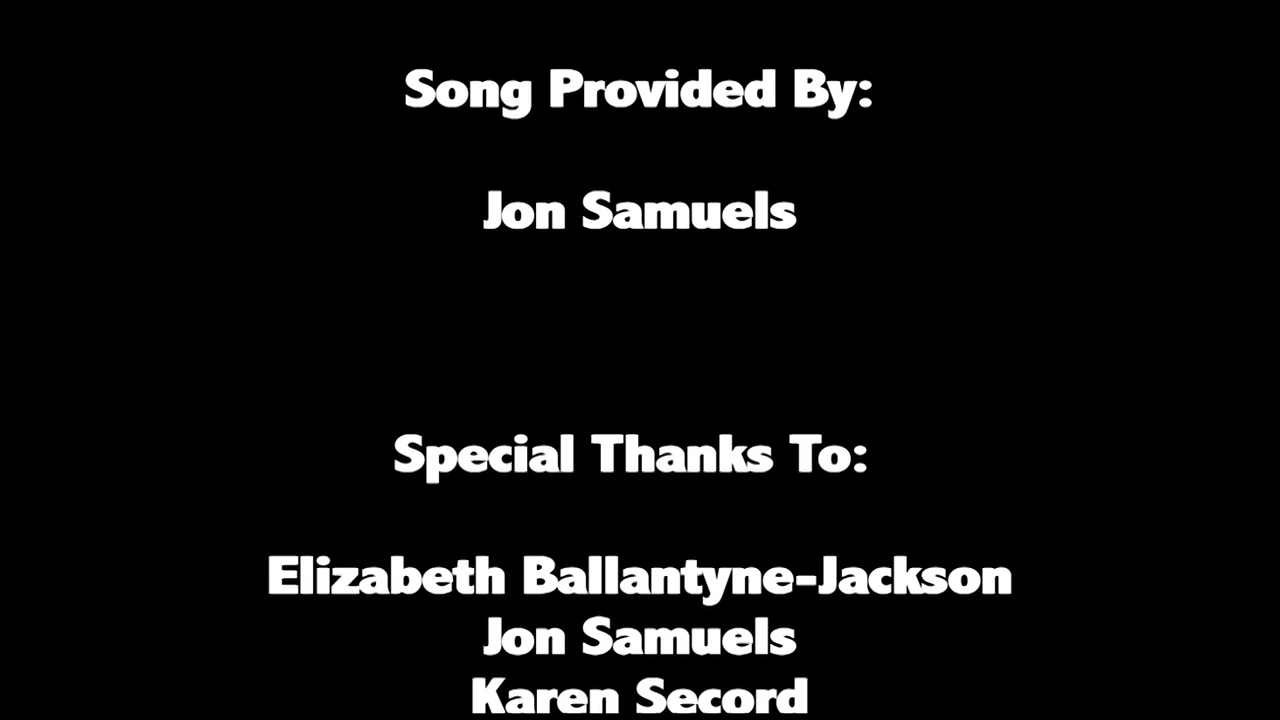 Song Provided By:
Jon Samuels
Special Thanks To:
Elizabeth Ballantyne-Jackson
Jon Samuels
Karen Secord